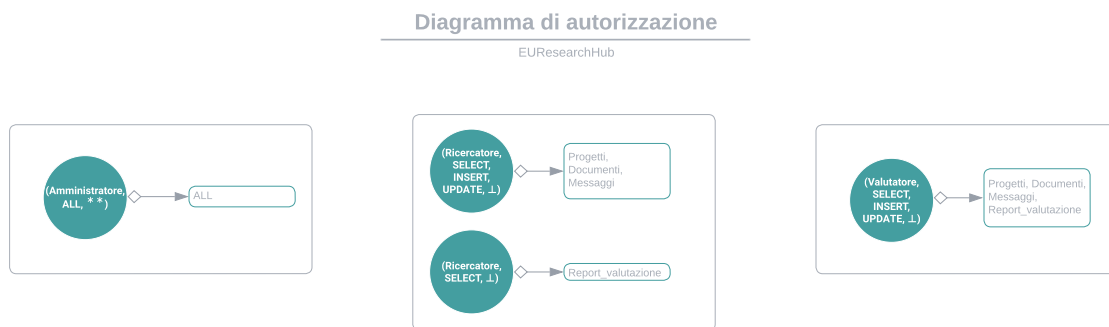 Diagramma di autorizzazione
EUResearchHub
(Amministratore,
ALL, **)
ALL
(Ricercatore,
SELECT,
INSERT,
UPDATE, ⊥)
Progetti,
Documenti,
Messaggi
(Ricercatore,
SELECT, ⊥)
Report_valutazione
(Valutatore,
SELECT,
INSERT,
UPDATE, ⊥)
Progetti, Documenti,
Messaggi,
Report_valutazione